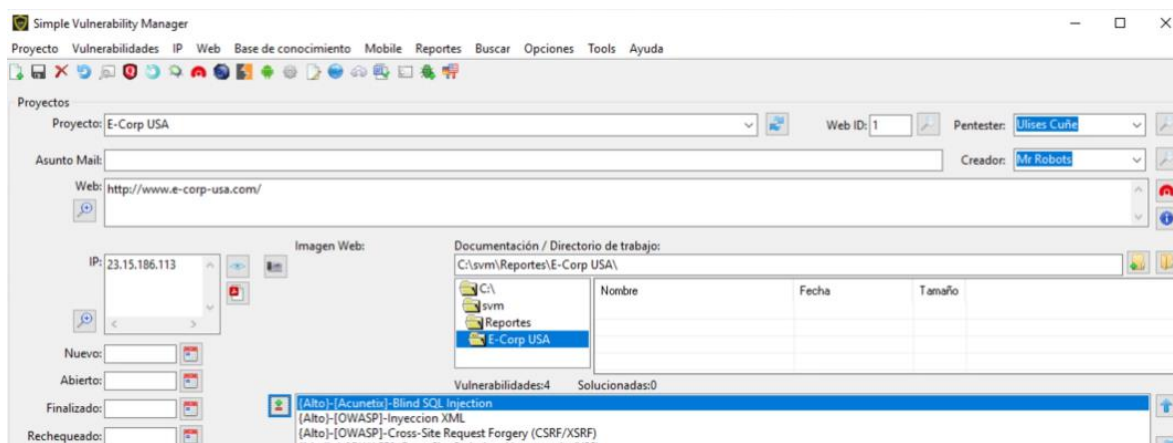 Simple Vulnerability Manager
Proyecto Vulnerabilidades IP Web Base de conocimiento Mobile Reportes Buscar Opciones Tools Ayuda
Proyectos
Proyecto: E-Corp USA Web ID: 1 Pentester: Ulises Cuñe
Asunto Mail: Creador: Mr Robots
Web: http://www.e-corp-usa.com/
Imagen Web: Documentación / Directorio de trabajo:
IP: 23.15.186.113 C:\svm\Reportes\E-Corp USA\
C:\ Nombre Fecha Tamaño
svm
Reportes
E-Corp USA
Nuevo:
Abierto:
Vulnerabilidades:4 Solucionadas:0
Finalizado: {Alto}-[Acunetix]-Blind SQL Injection
{Alto}-[OWASP]-Inyeccion XML
Rechequeado: {Alto}-[OWASP]-Cross-Site Request Forgery (CSRF/XSRF)